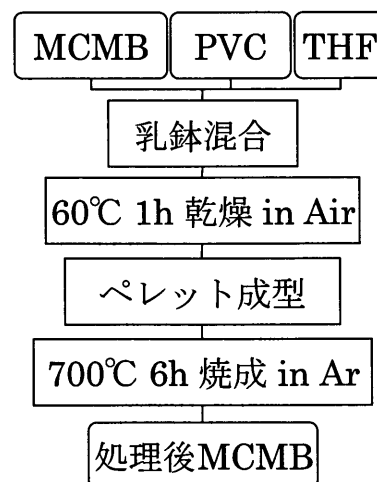 MCMB PVC THF
乳鉢混合
60℃ 1h 乾燥 in Air
ペレット成型
700℃ 6h 焼成 in Ar
処理後MCMB